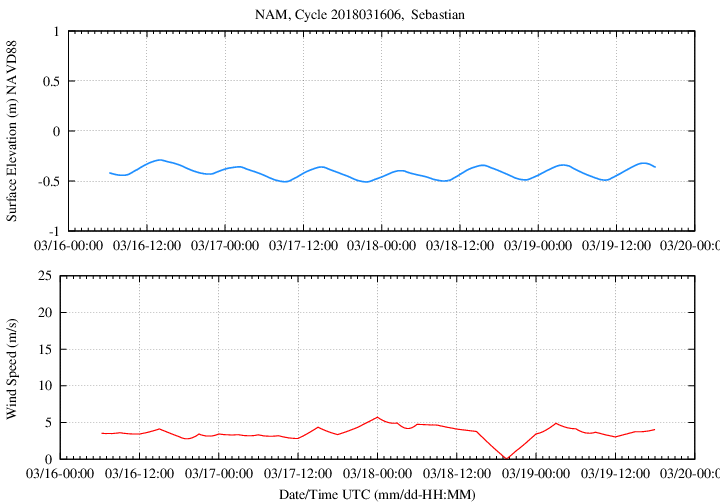 NAM, Cycle 2018031606, Sebastian
Surface Elevation (m) NAVD88
1
0.5
0
-0.5
-1
03/16-00:00 03/16-12:00 03/17-00:00 03/17-12:00 03/18-00:00 03/18-12:00 03/19-00:00 03/19-12:00 03/20-00:0
Wind Speed (m/s)
25
20
15
10
5
0
03/16-00:00 03/16-12:00 03/17-00:00 03/17-12:00 03/18-00:00 03/18-12:00 03/19-00:00 03/19-12:00 03/20-00:0
Date/Time UTC (mm/dd-HH:MM)